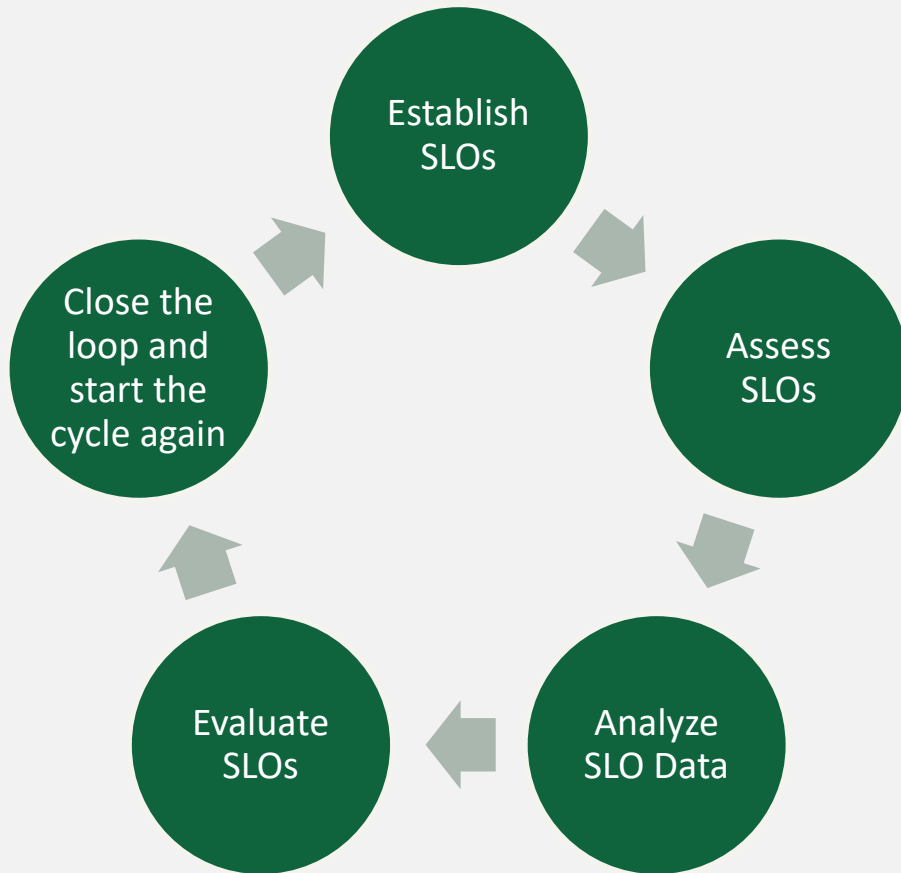 Establish
SLOs
Assess
SLOs
Analyze
SLO Data
Evaluate
SLOs
Close the
loop and
start the
cycle again